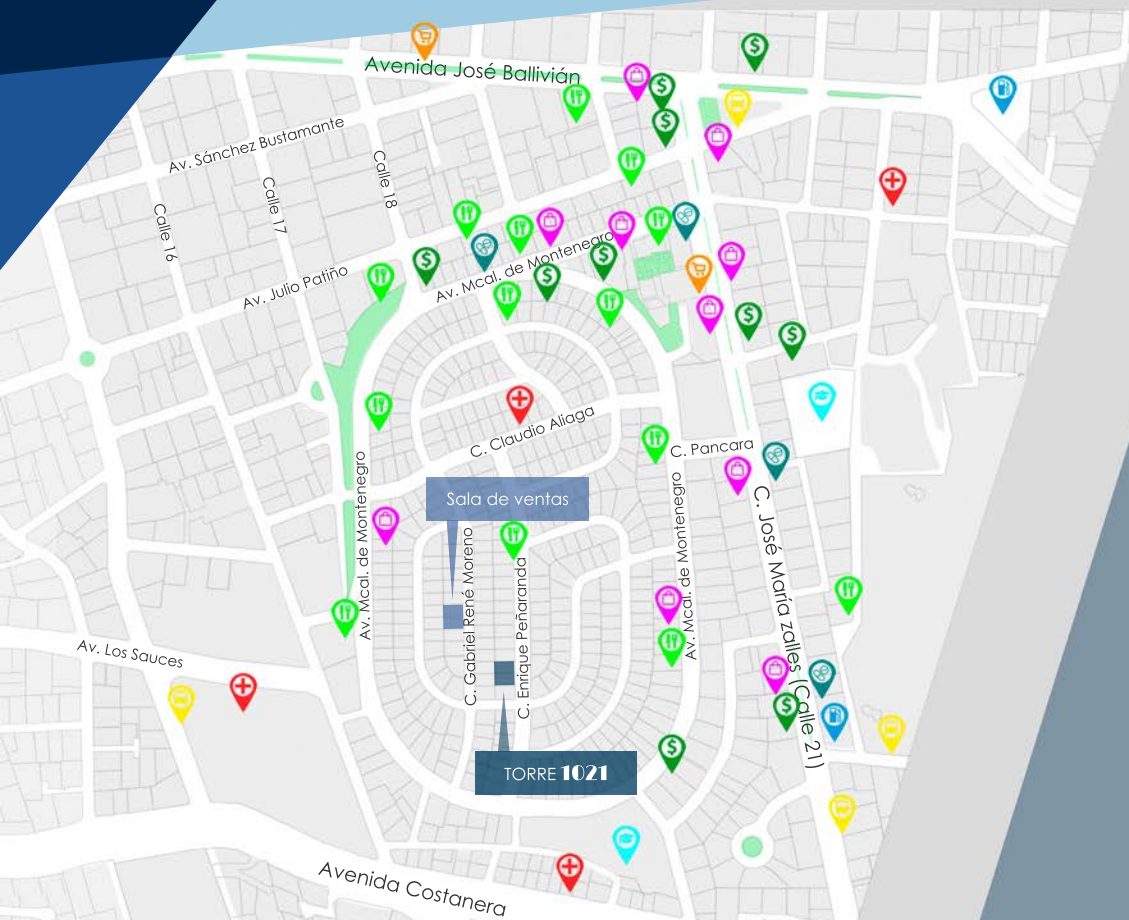 Avenida José Ballivián
Av. Sánchez Bustamante
Calle 16
Calle 17
Calle 18
Av. Julio Patiño
Av. Mcal. de Montenegro
C. Claudio Aliaga
C. Pancara
Av. Mcal. de Montenegro
Sala de ventas
Av. Mcal. de Montenegro
C. José María zalles (Calle 21)
C. Gabriel René Moreno
C. Enrique Peñaranda
Av. Los Sauces
TORRE 1021
Avenida Costanera